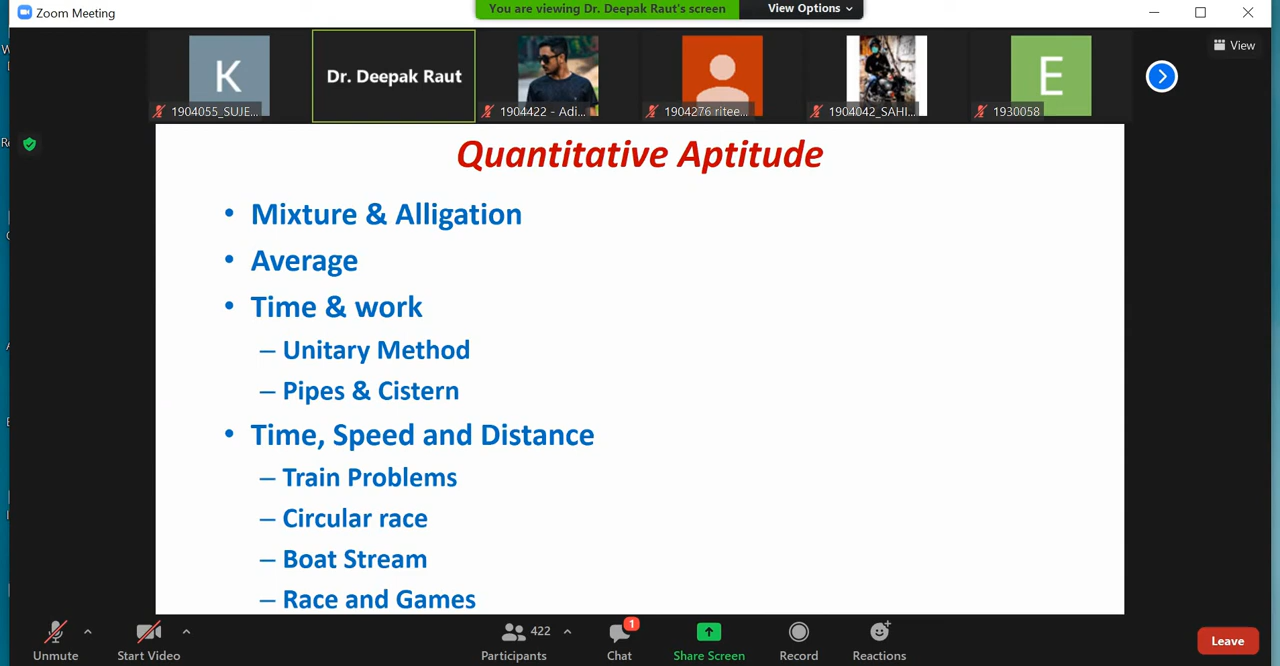 Zoom Meeting
You are viewing Dr. Deepak Raut's screen
View Options
View
K
Dr. Deepak Raut
E
1904055_SUJE...
1904422 - Adi...
1904276 ritee...
1904042_SAHI...
1930058
Quantitative Aptitude
• Mixture & Alligation
• Average
• Time & work
– Unitary Method
– Pipes & Cistern
• Time, Speed and Distance
– Train Problems
– Circular race
– Boat Stream
– Race and Games
422
1
Unmute
Start Video
Participants
Chat
Share Screen
Record
Reactions
Leave